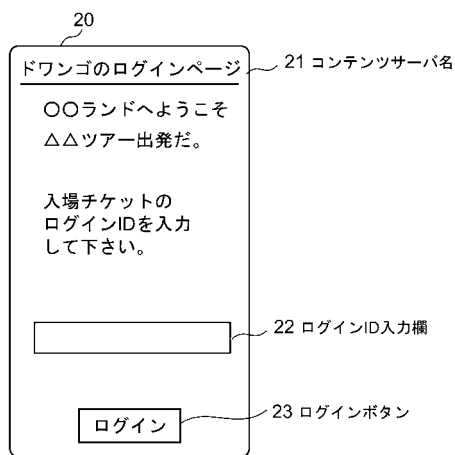 20
ドワンゴのログインページ
21 コンテンツサーバ名
〇〇ランドへようこそ
△△ツアー出発だ。
入場チケットの
ログインIDを入力
して下さい。
22 ログインID入力欄
ログイン
23 ログインボタン